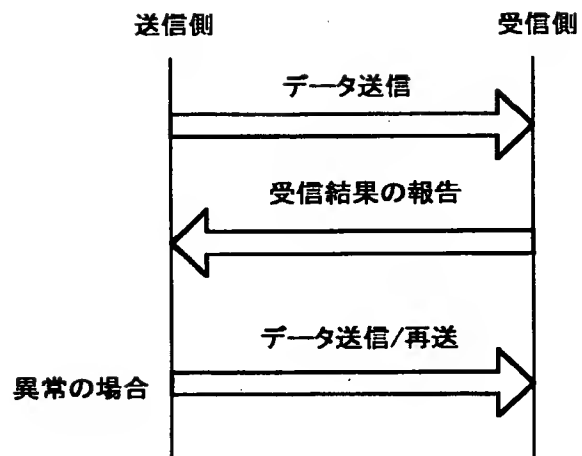 送信側
受信側
データ送信
受信結果の報告
データ送信/再送
異常の場合